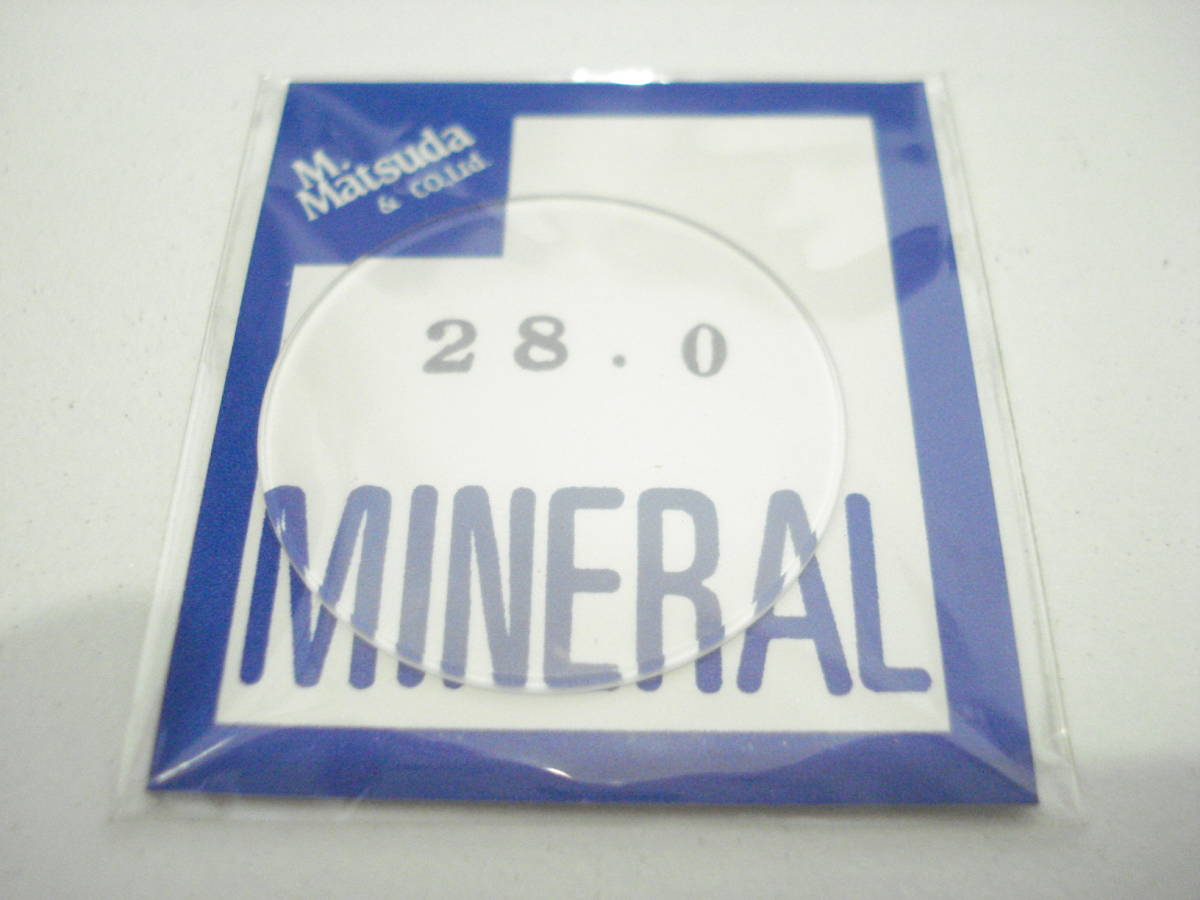 M.
Matsuda
& CO.,Ltd.
28.0
MINERAL